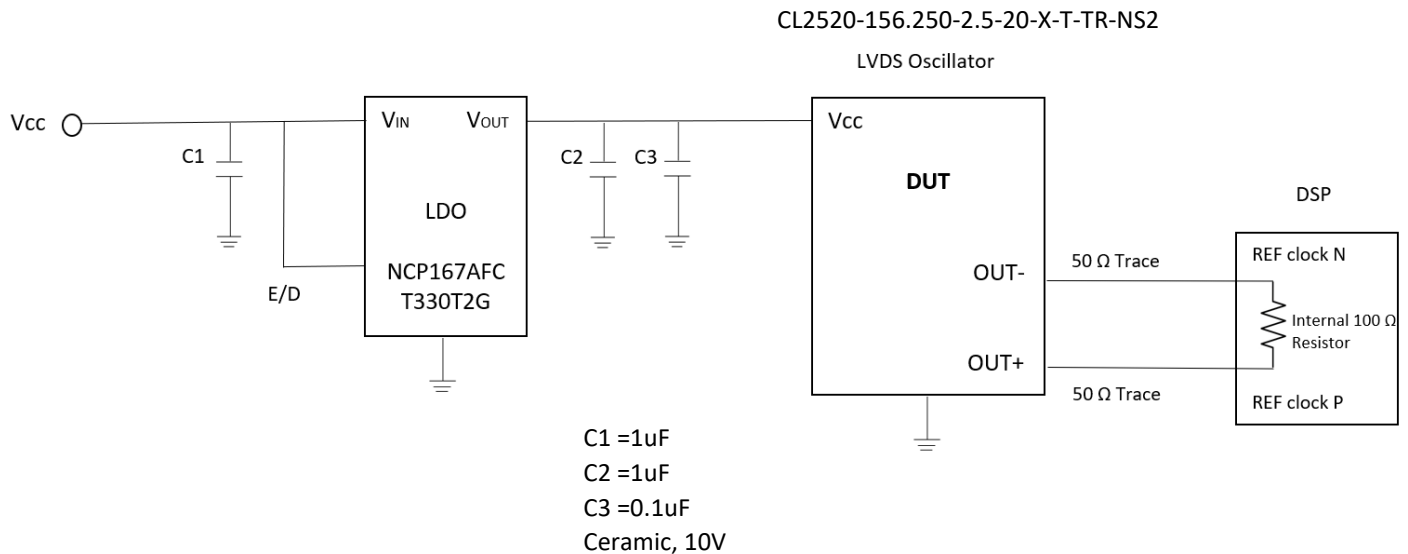 CL2520-156.250-2.5-20-X-T-TR-NS2
LVDS Oscillator
Vcc
C1
E/D
VIN
VOUT
LDO
NCP167AFC
T330T2G
C2
C3
Vcc
DUT
OUT-
OUT+
50 Ω Trace
50 Ω Trace
DSP
REF clock N
Internal 100 Ω
Resistor
REF clock P
C1 =1uF
C2 =1uF
C3 =0.1uF
Ceramic, 10V